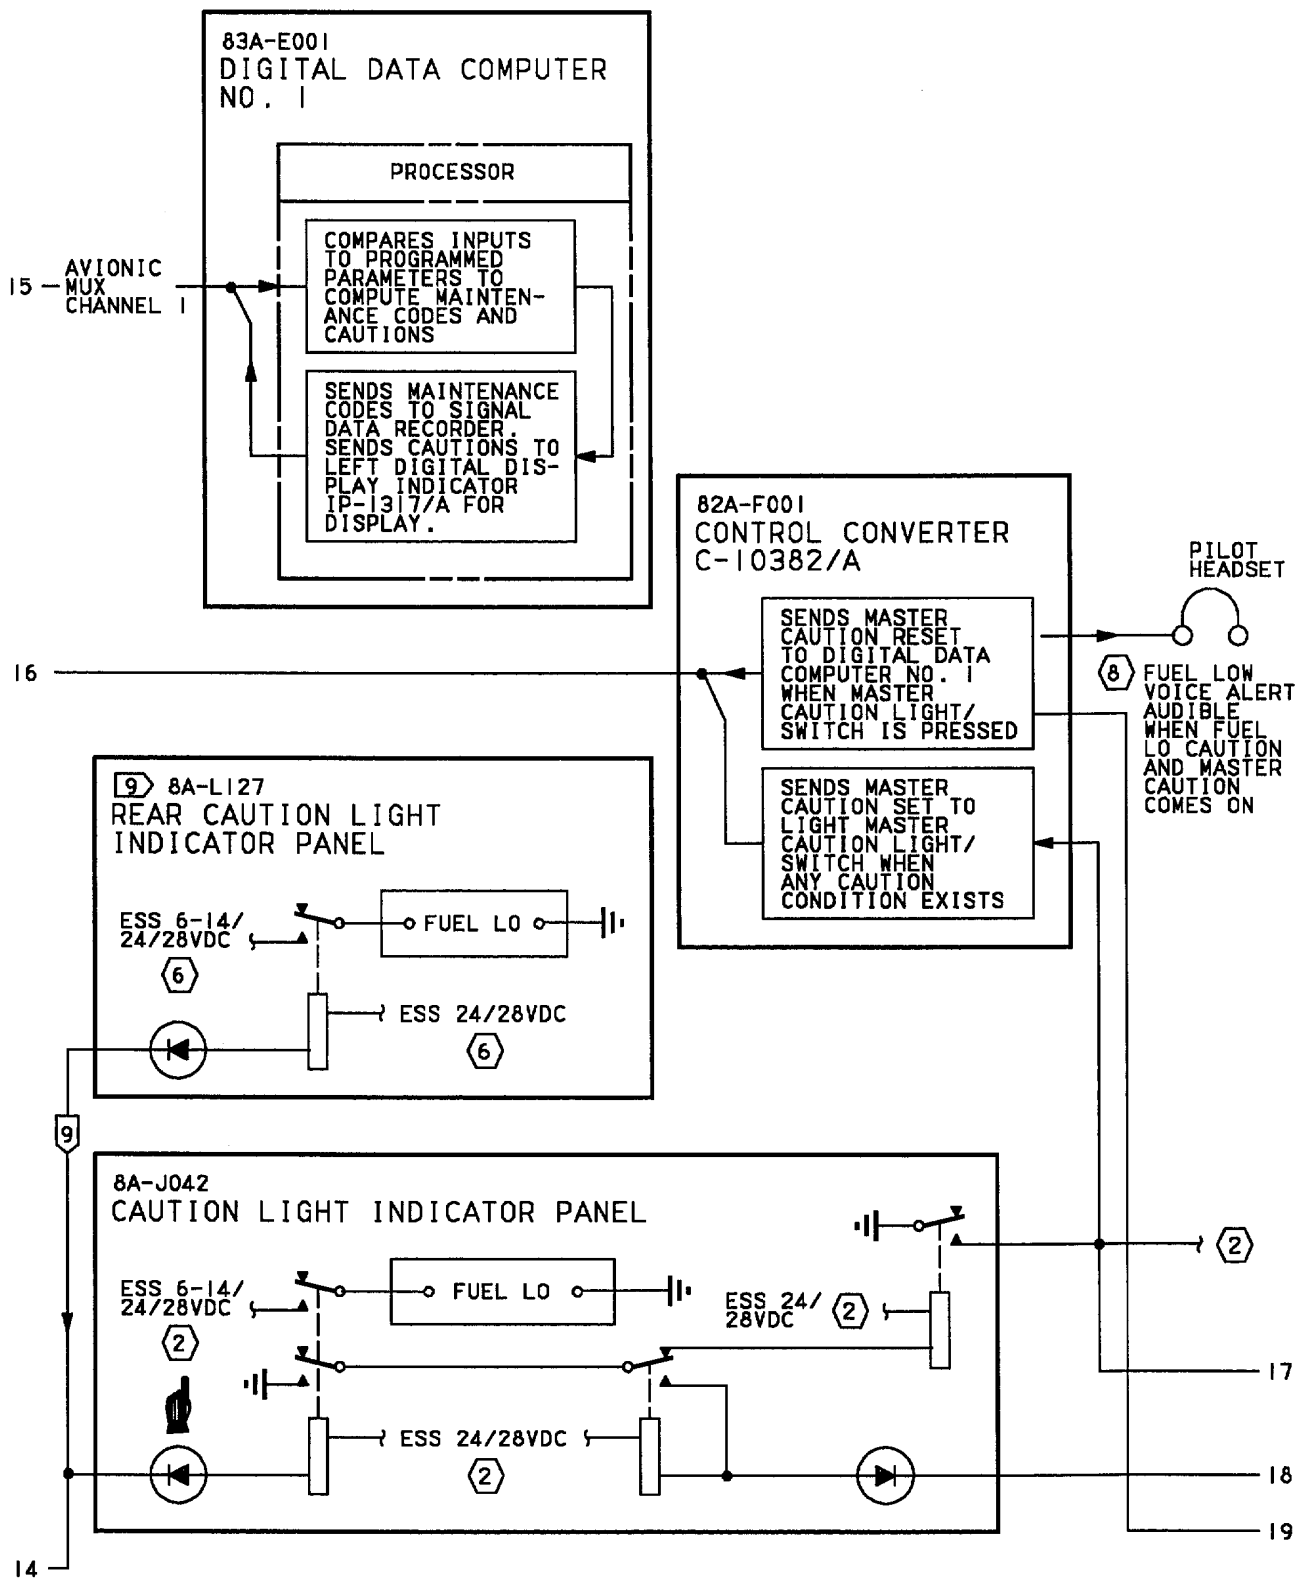 83A-E001
DIGITAL DATA COMPUTER
NO. 1
PROCESSOR
COMPARES INPUTS
TO PROGRAMMED
PARAMETERS TO
COMPUTE MAINTEN-
ANCE CODES AND
CAUTIONS
15
AVIONIC
MUX
CHANNEL 1
SENDS MAINTENANCE
CODES TO SIGNAL
DATA RECORDER.
SENDS CAUTIONS TO
LEFT DIGITAL DIS-
PLAY INDICATOR
IP-1317/A FOR
DISPLAY.
82A-F001
CONTROL CONVERTER
C-10382/A
PILOT
HEADSET
SENDS MASTER
CAUTION RESET
TO DIGITAL DATA
COMPUTER NO. 1
WHEN MASTER
CAUTION LIGHT/
SWITCH IS PRESSED
16
8
FUEL LOW
VOICE ALERT
AUDIBLE
WHEN FUEL
LO CAUTION
AND MASTER
CAUTION
COMES ON
SENDS MASTER
CAUTION SET TO
LIGHT MASTER
CAUTION LIGHT/
SWITCH WHEN
ANY CAUTION
CONDITION EXISTS
9 8A-L127
REAR CAUTION LIGHT
INDICATOR PANEL
ESS 6-14/
24/28VDC
6
FUEL LO
ESS 24/28VDC
6
9
8A-J042
CAUTION LIGHT INDICATOR PANEL
2
ESS 6-14/
24/28VDC
2
FUEL LO
ESS 24/
28VDC
2
17
ESS 24/28VDC
2
18
19
14